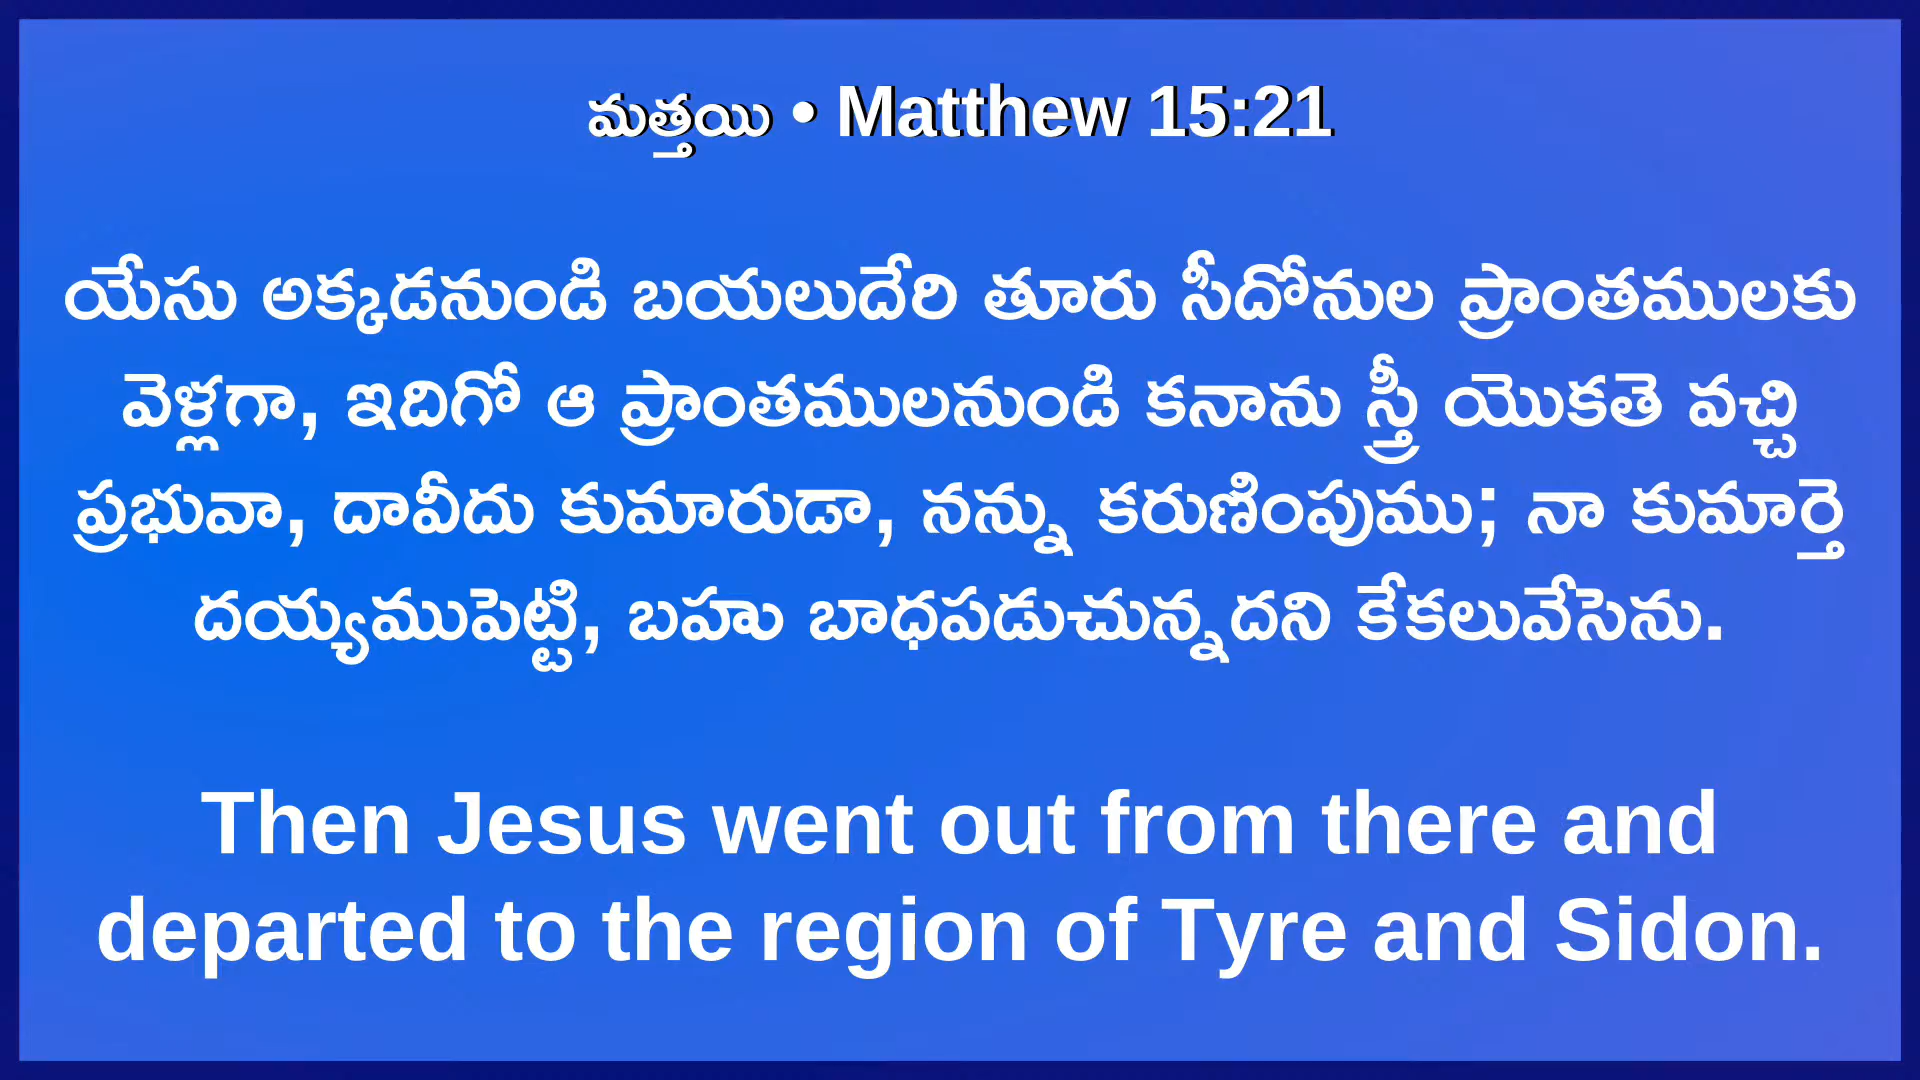 మత్తయి • Matthew 15:21
యేసు అక్కడనుండి బయలుదేరి తూరు సీదోనుల ప్రాంతములకు
వెళ్లగా, ఇదిగో ఆ ప్రాంతములనుండి కనాను స్త్రీ యొకతె వచ్చి
ప్రభువా, దావీదు కుమారుడా, నన్ను కరుణింపుము; నా కుమార్తె
దయ్యముపెట్టి, బహు బాధపడుచున్నదని కేకలువేసెను.
Then Jesus went out from there and
departed to the region of Tyre and Sidon.